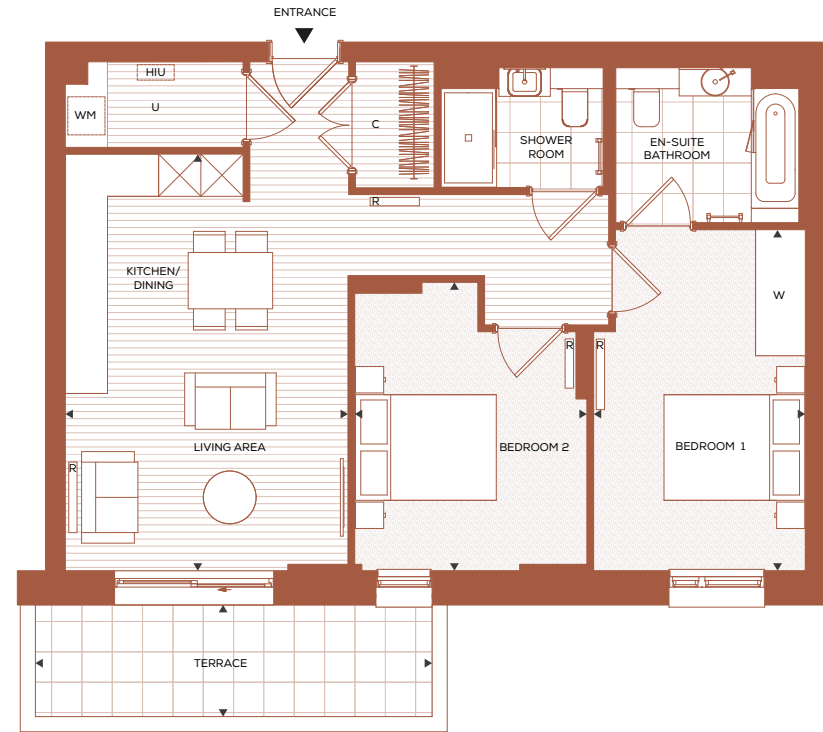 ENTRANCE
HIU
U
WM
C
SHOWER
ROOM
EN-SUITE
BATHROOM
R
KITCHEN/
DINING
W
R
R
LIVING AREA
BEDROOM 2
BEDROOM 1
R
TERRACE